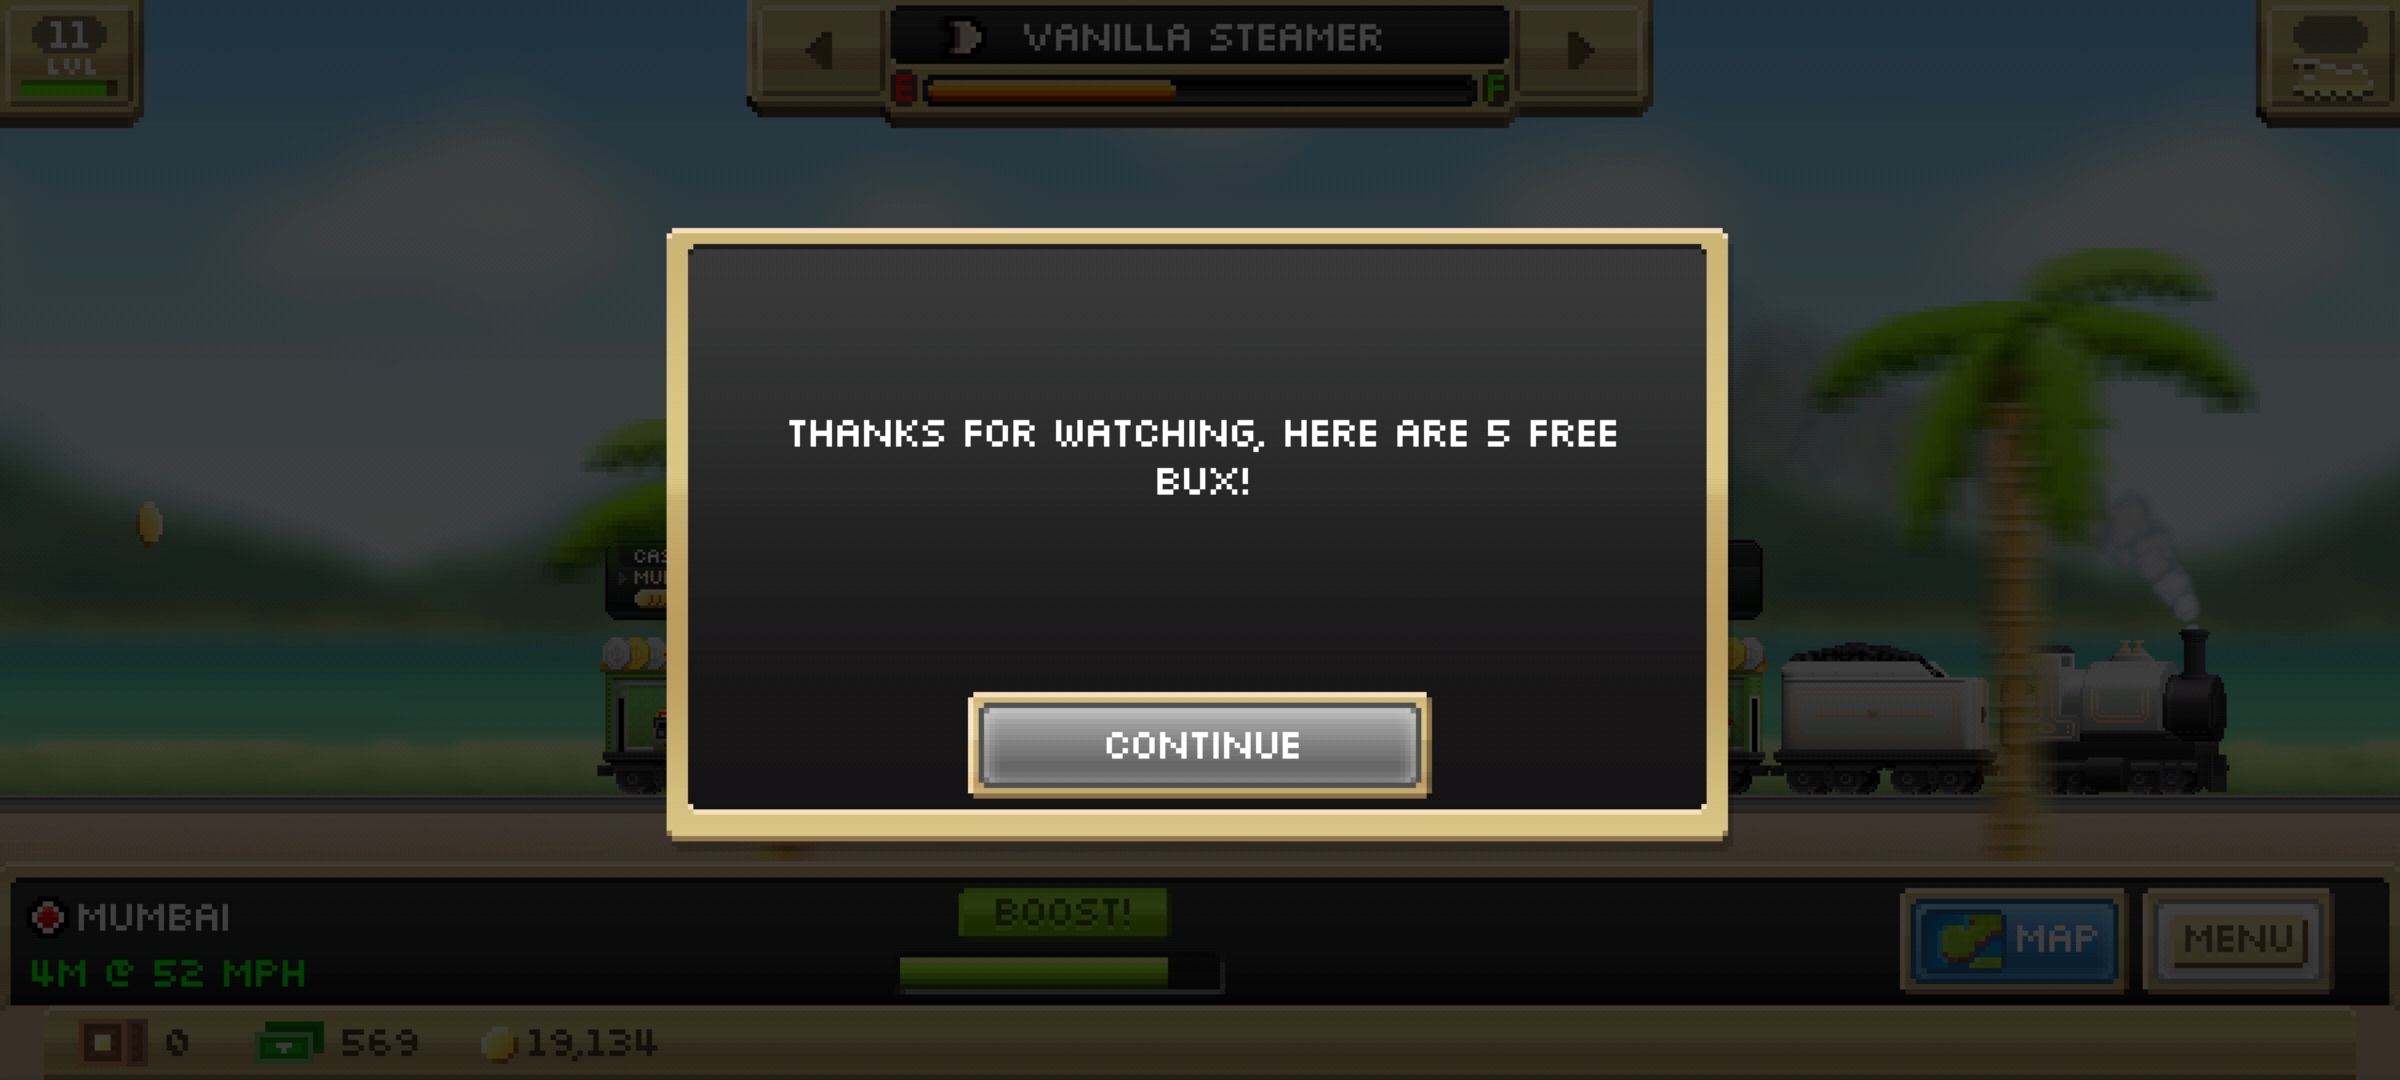 11
LVL
VANILLA STEAMER
E F
THANKS FOR WATCHING, HERE ARE 5 FREE
BUX!
CONTINUE
MUMBAI
4M @ 52 MPH
BOOST!
MAP
MENU
0 569 19,134